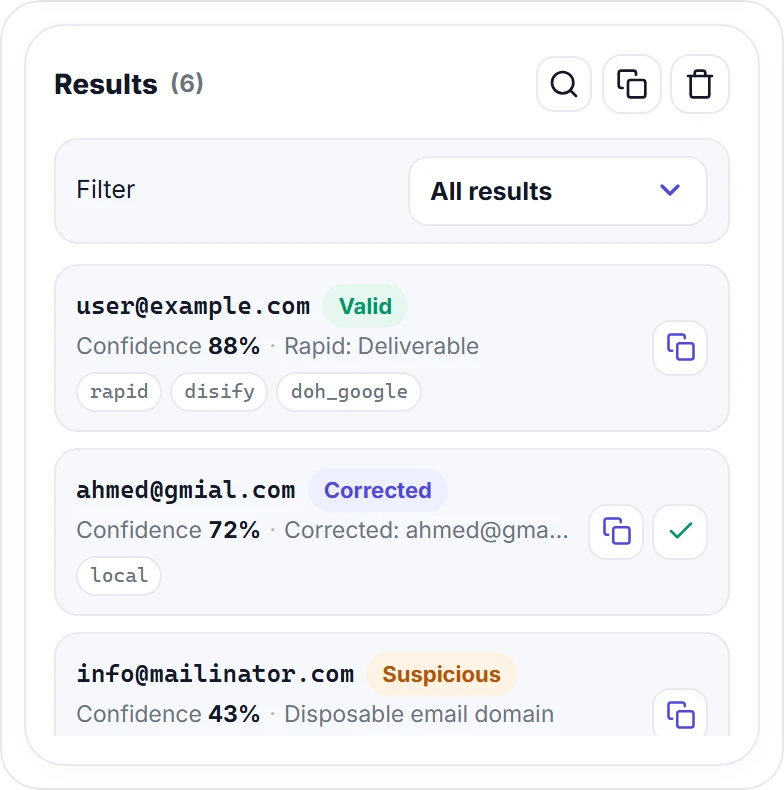 Results (6)
Filter
All results
user@example.com Valid
Confidence 88% · Rapid: Deliverable
rapid disify doh_google
ahmed@gmial.com Corrected
Confidence 72% · Corrected: ahmed@gma...
local
info@mailinator.com Suspicious
Confidence 43% · Disposable email domain